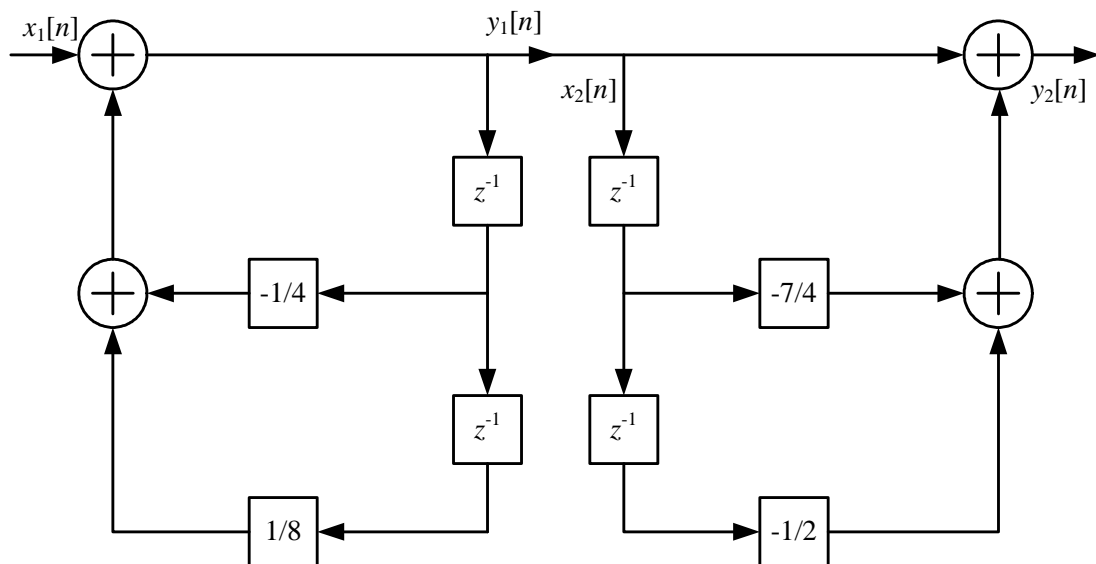 x₁[n]
y₁[n]
x₂[n]
y₂[n]
z⁻¹
z⁻¹
-1/4
-7/4
z⁻¹
z⁻¹
1/8
-1/2